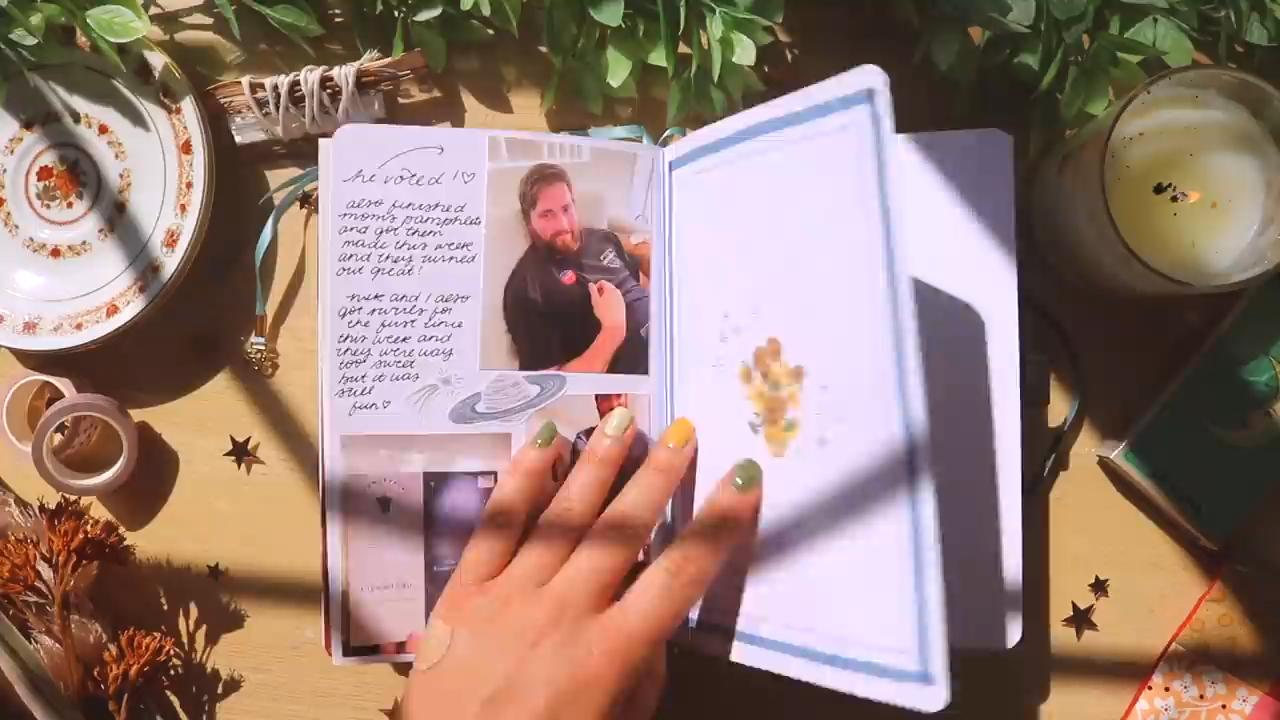 he voted !♡
also finished
mom's pamphlets
and got them
made this week
and they turned
out great!
nick and I also
got swirls for
the first time
this week and
they were way
too sweet
but it was
still
fun♡